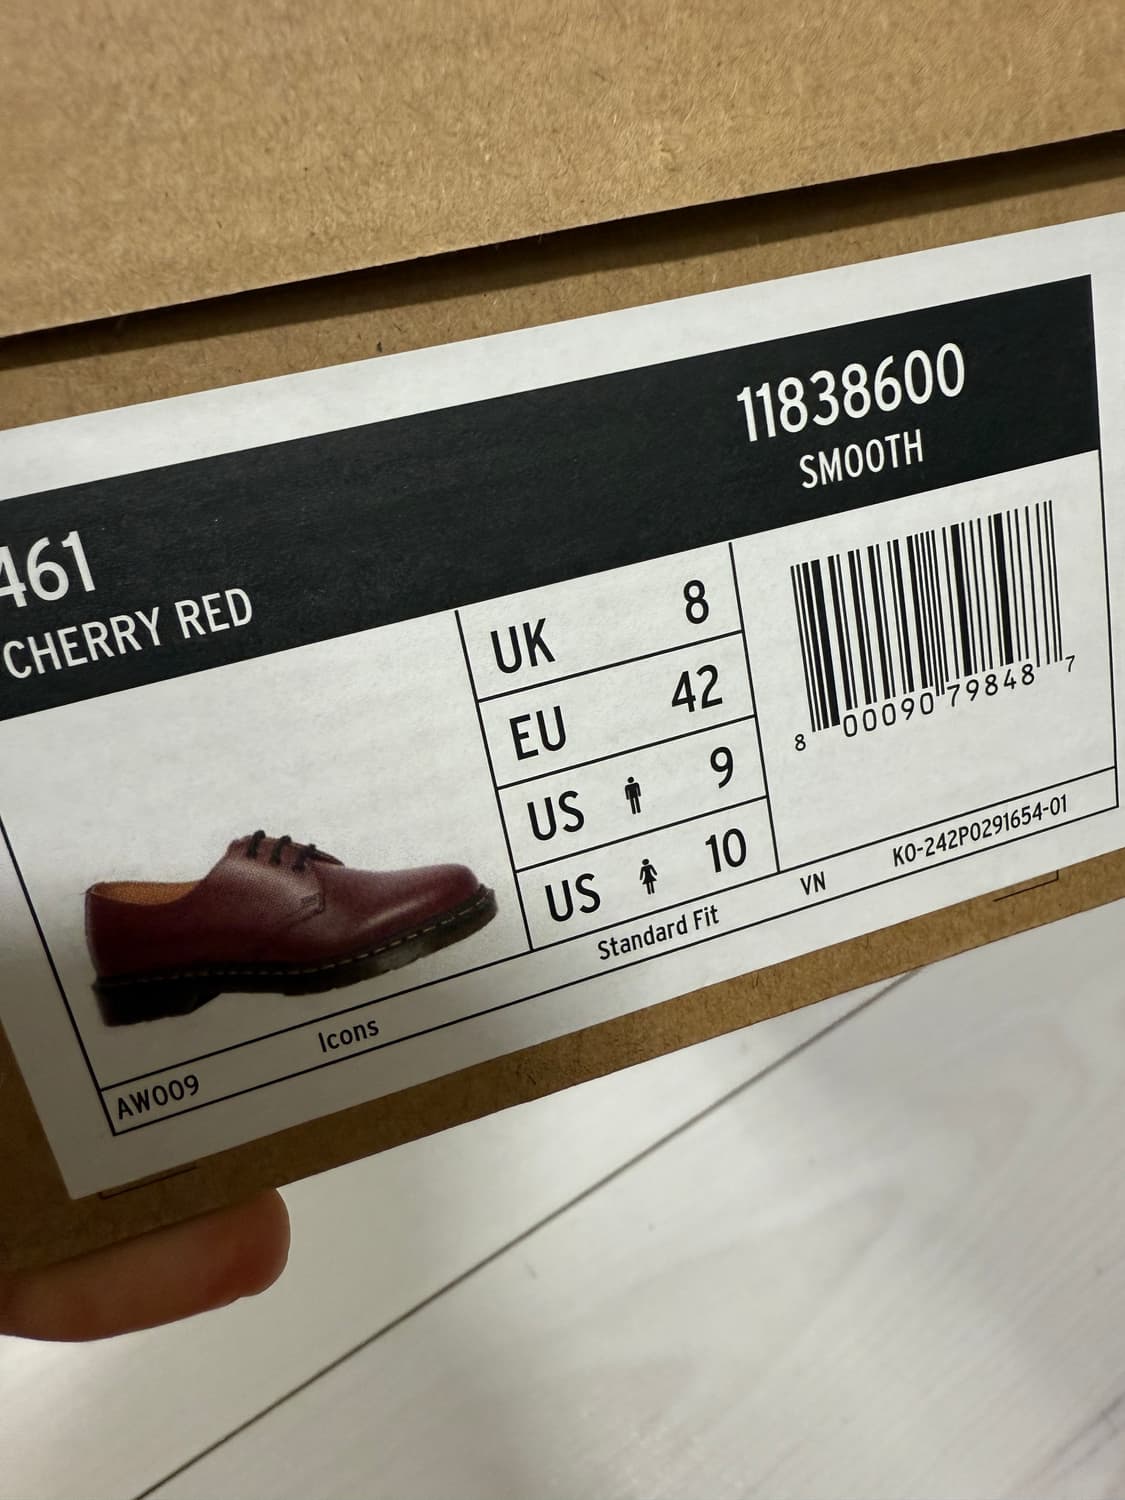 11838600
SMOOTH
461
CHERRY RED
UK 8
EU 42
US 9
US 10
8 00090 79848 7
Standard Fit
VN
KO-242P0291654-01
Icons
AW009